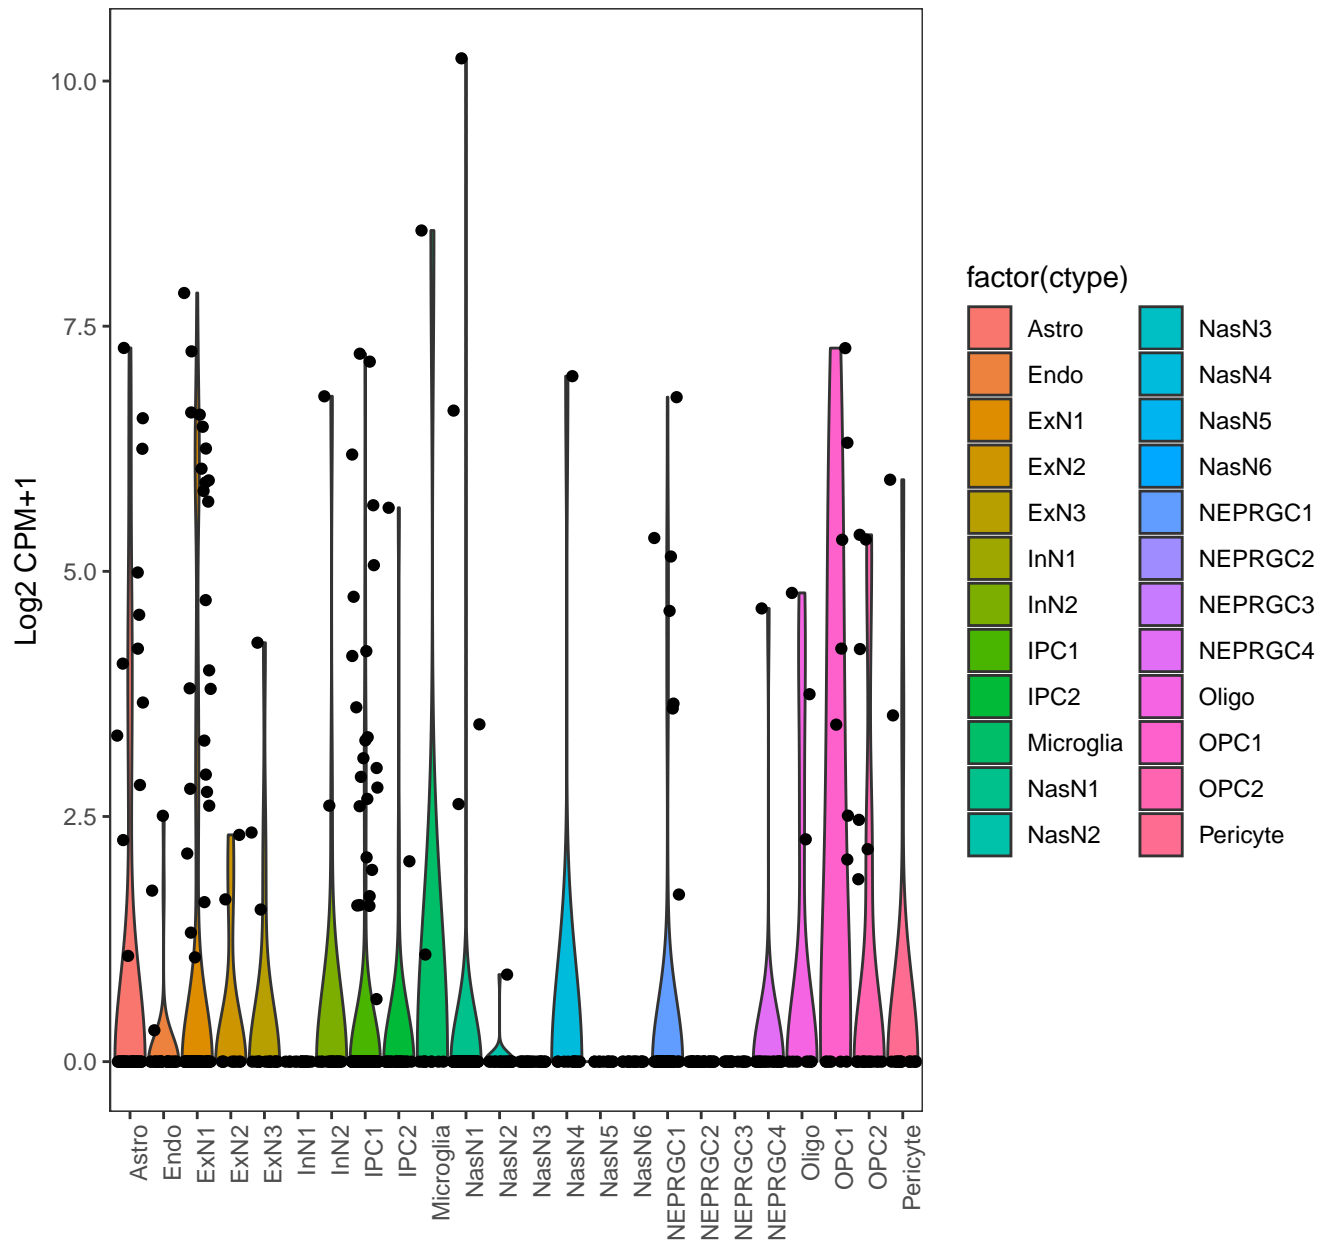 Log2 CPM+1
10.0
7.5
5.0
2.5
0.0
Astro
Endo
ExN1
ExN2
ExN3
InN1
InN2
IPC1
IPC2
Microglia
NasN1
NasN2
NasN3
NasN4
NasN5
NasN6
NEPRGC1
NEPRGC2
NEPRGC3
NEPRGC4
Oligo
OPC1
OPC2
Pericyte
factor(ctype)
Astro
Endo
ExN1
ExN2
ExN3
InN1
InN2
IPC1
IPC2
Microglia
NasN1
NasN2
NasN3
NasN4
NasN5
NasN6
NEPRGC1
NEPRGC2
NEPRGC3
NEPRGC4
Oligo
OPC1
OPC2
Pericyte